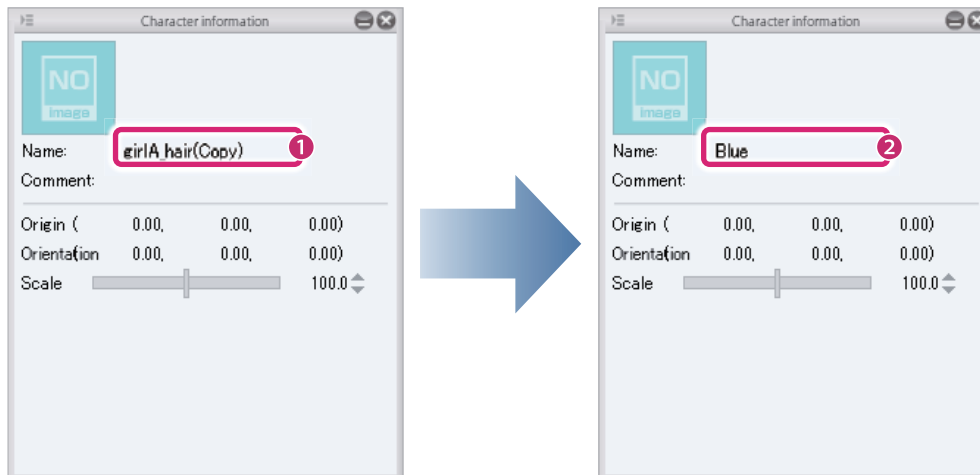 Character information
NO
image
Name: girlA_hair(Copy) 1
Comment:
Origin ( 0.00, 0.00, 0.00)
Orientation ( 0.00, 0.00, 0.00)
Scale 100.0
Character information
NO
image
Name: Blue 2
Comment:
Origin ( 0.00, 0.00, 0.00)
Orientation ( 0.00, 0.00, 0.00)
Scale 100.0